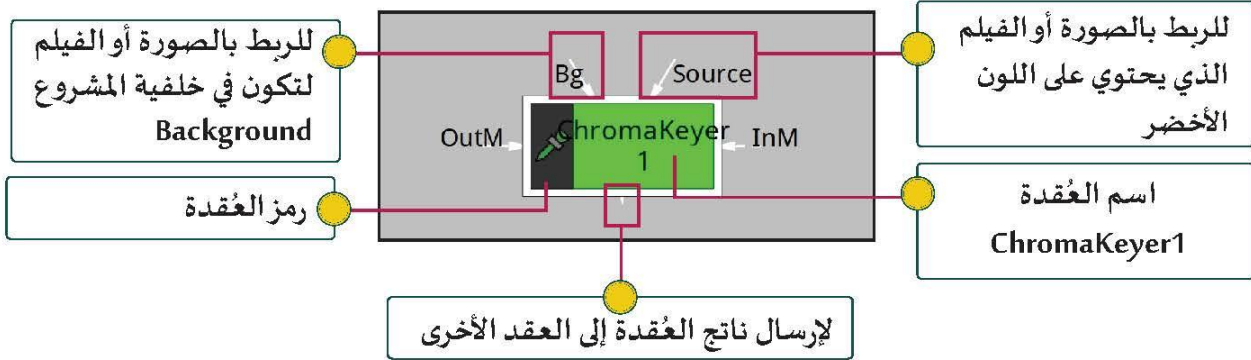 للربط بالصورة أو الفيلم
الذي يحتوي على اللون
الأخضر
للربط بالصورة أو الفيلم
لتكون في خلفية المشروع
Background
Bg
Source
OutM
ChromaKeyer
1
InM
اسم العُقدة
ChromaKeyer1
رمز العُقدة
لإرسال ناتج العُقدة إلى العقد الأخرى